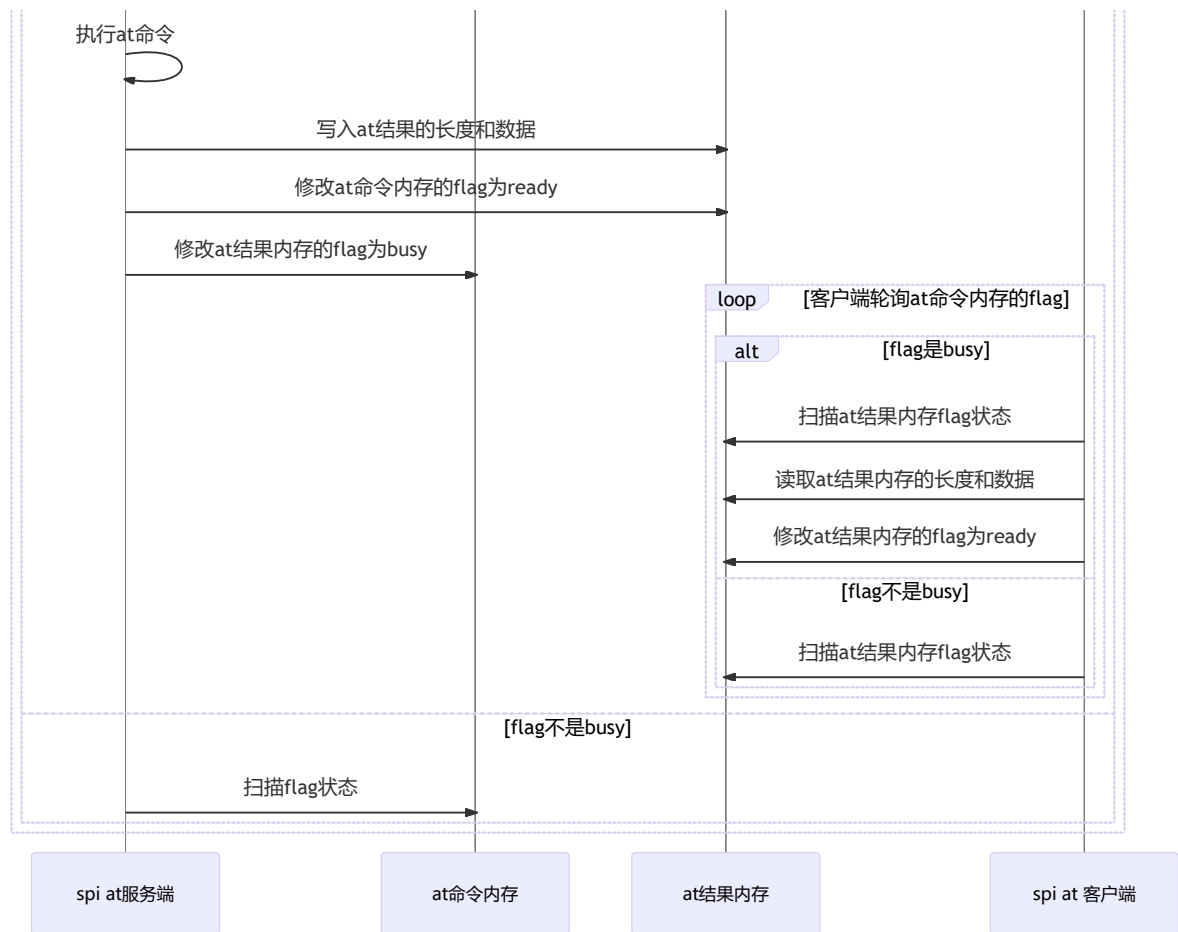 执行at命令
写入at结果的长度和数据
修改at命令内存的flag为ready
修改at结果内存的flag为busy
loop [客户端轮询at命令内存的flag]
alt [flag是busy]
扫描at结果内存flag状态
读取at结果内存的长度和数据
修改at结果内存的flag为ready
[flag不是busy]
扫描at结果内存flag状态
[flag不是busy]
扫描flag状态
spi at服务端 at命令内存 at结果内存 spi at 客户端